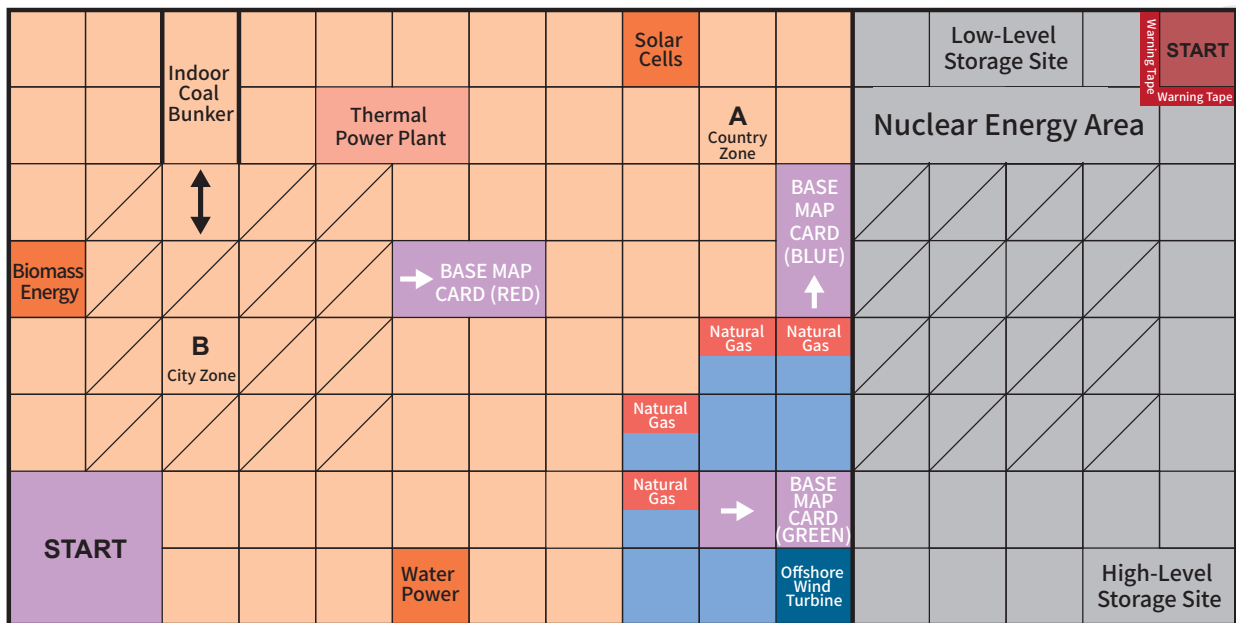 Solar
Cells
Low-Level
Storage Site
Warning Tape
START
Warning Tape
Indoor
Coal
Bunker
Thermal
Power Plant
A
Country
Zone
Nuclear Energy Area
BASE
MAP
CARD
(BLUE)
Biomass
Energy
BASE MAP
CARD (RED)
B
City Zone
Natural
Gas
Natural
Gas
Natural
Gas
Natural
Gas
BASE
MAP
CARD
(GREEN)
START
Water
Power
Offshore
Wind
Turbine
High-Level
Storage Site